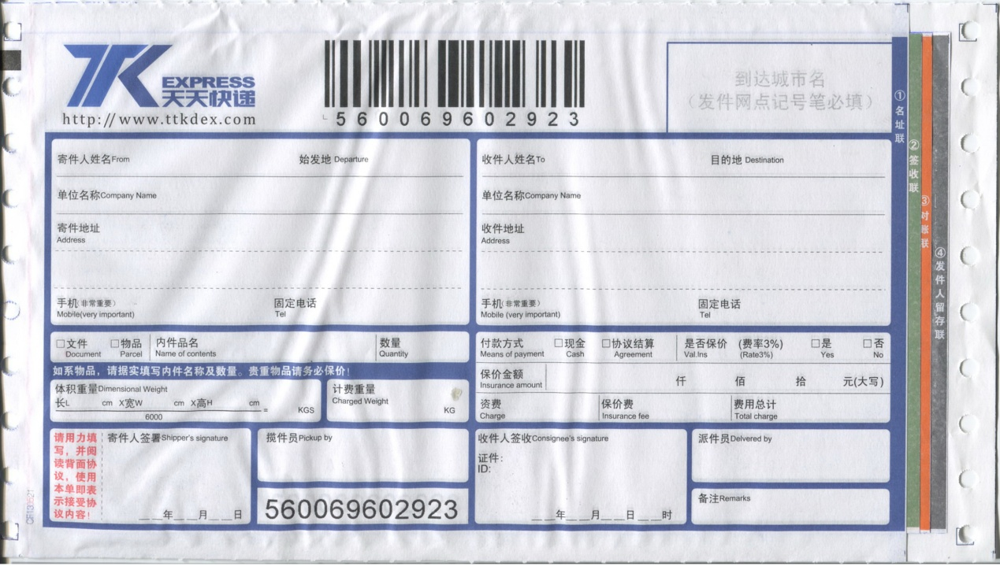 TTK EXPRESS
天天快递
http://www.ttkdex.com
560069602923
到达城市名
（发件网点记号笔必填）
寄件人姓名From 始发地 Departure
单位名称Company Name
寄件地址
Address
手机(非常重要) 固定电话
Mobile(very important) Tel
收件人姓名To 目的地 Destination
单位名称Company Name
收件地址
Address
手机(非常重要) 固定电话
Mobile (very important) Tel
□文件 □物品 内件品名 数量
Document Parcel Name of contents Quantity
如系物品，请据实填写内件名称及数量。贵重物品请务必保价！
体积重量Dimensional Weight
长L cm X宽W cm X高H cm = KGS
6000
计费重量
Charged Weight KG
付款方式 □现金 □协议结算 是否保价 (费率3%) □是 □否
Means of payment Cash Agreement Val.Ins (Rate3%) Yes No
保价金额
Insurance amount 仟 佰 拾 元(大写)
资费 保价费 费用总计
Charge Insurance fee Total charge
请用力填
写，并阅
读背面协
议，使用
本单即表
示接受协
议内容！
寄件人签署Shipper's signature
__ __年__ __月__ __日
揽件员Pickup by
560069602923
收件人签收Consignee's signature
证件:
ID:
__ __年__ __月__ __日 __ __时
派件员Delvered by
备注Remarks
①名址联
②签收联
③对账联
④发件人留存联